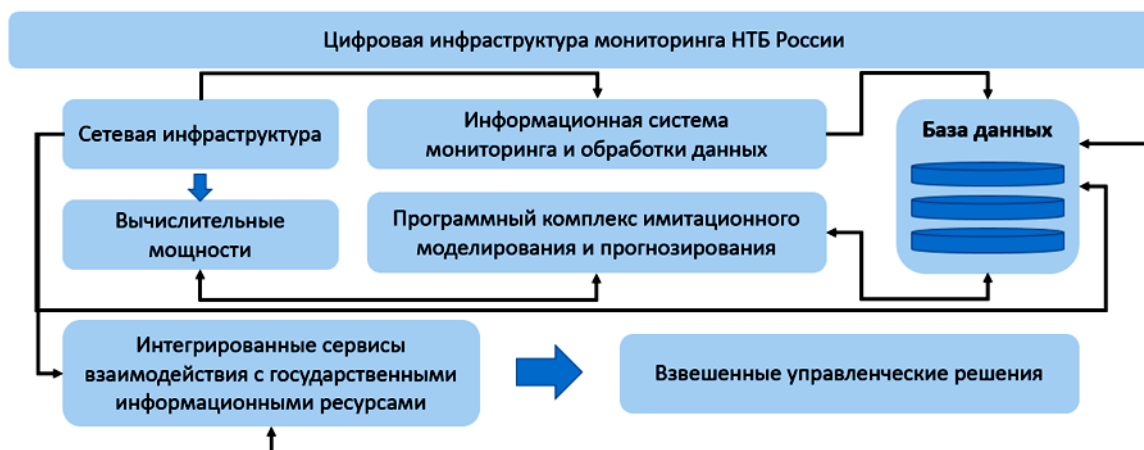 Цифровая инфраструктура мониторинга НТБ России
Сетевая инфраструктура
Информационная система
мониторинга и обработки данных
База данных
Вычислительные
мощности
Программный комплекс имитационного
моделирования и прогнозирования
Интегрированные сервисы
взаимодействия с государственными
информационными ресурсами
Взвешенные управленческие решения